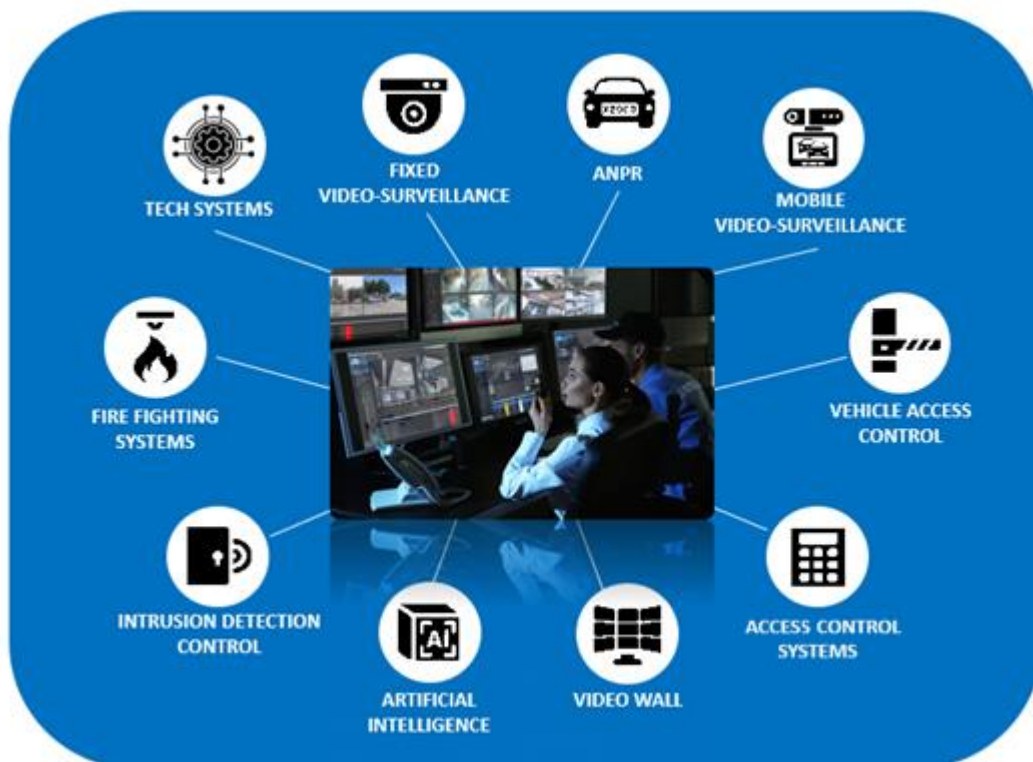 TECH SYSTEMS
FIXED
VIDEO-SURVEILLANCE
ANPR
MOBILE
VIDEO-SURVEILLANCE
FIRE FIGHTING
SYSTEMS
VEHICLE ACCESS
CONTROL
INTRUSION DETECTION
CONTROL
AI
ARTIFICIAL
INTELLIGENCE
VIDEO WALL
ACCESS CONTROL
SYSTEMS